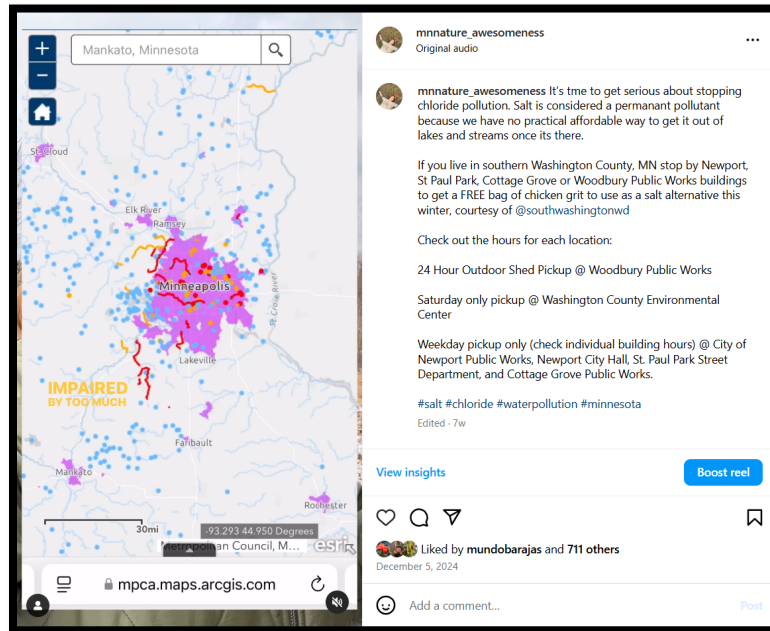 +
Mankato, Minnesota
−
St. Cloud
Elk River
Ramsey
Minneapolis
St. Croix River
Lakeville
IMPAIRED
BY TOO MUCH
Faribault
Mankato
Rochester
30mi
-93.293 44.950 Degrees
Metropolitan Council, M...
esri
mpca.maps.arcgis.com
mnnature_awesomeness
Original audio
mnnature_awesomeness It's tme to get serious about stopping
chloride pollution. Salt is considered a permanant pollutant
because we have no practical affordable way to get it out of
lakes and streams once its there.
If you live in southern Washington County, MN stop by Newport,
St Paul Park, Cottage Grove or Woodbury Public Works buildings
to get a FREE bag of chicken grit to use as a salt alternative this
winter, courtesy of @southwashingtonwd
Check out the hours for each location:
24 Hour Outdoor Shed Pickup @ Woodbury Public Works
Saturday only pickup @ Washington County Environmental
Center
Weekday pickup only (check individual building hours) @ City of
Newport Public Works, Newport City Hall, St. Paul Park Street
Department, and Cottage Grove Public Works.
#salt #chloride #waterpollution #minnesota
Edited · 7w
View insights
Boost reel
Liked by mundobarajas and 711 others
December 5, 2024
Add a comment...
Post